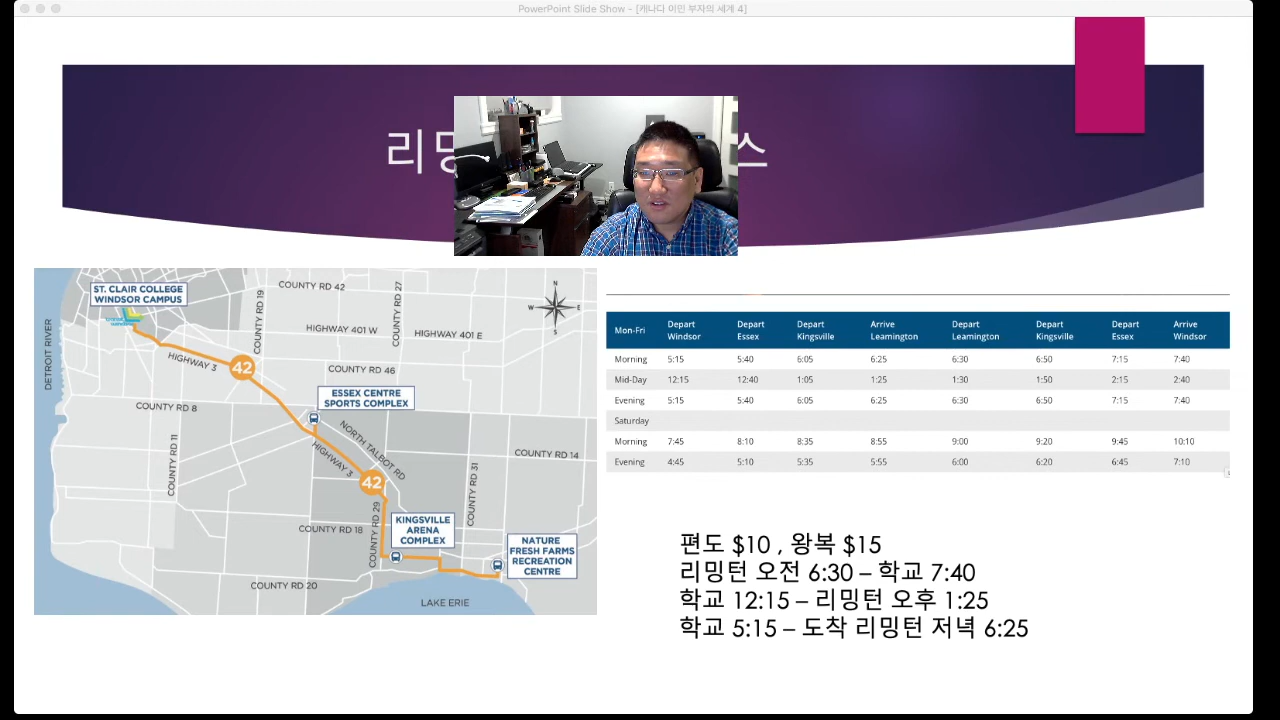 PowerPoint Slide Show - [캐나다 이민 부자의 세계 4]
ST. CLAIR COLLEGE
WINDSOR CAMPUS
DETROIT RIVER
HIGHWAY 3
42
COUNTY RD 19
COUNTY RD 42
COUNTY RD 27
HIGHWAY 401 W
HIGHWAY 401 E
COUNTY RD 46
N
W
E
S
ESSEX CENTRE
SPORTS COMPLEX
COUNTY RD 8
COUNTY RD 11
NORTH TALBOT RD
HIGHWAY 3
42
COUNTY RD 14
COUNTY RD 31
COUNTY RD 29
COUNTY RD 18
KINGSVILLE
ARENA
COMPLEX
NATURE
FRESH FARMS
RECREATION
CENTRE
COUNTY RD 20
LAKE ERIE
Mon-Fri Depart Windsor Depart Essex Depart Kingsville Arrive Leamington Depart Leamington Depart Kingsville Depart Essex Arrive Windsor
Morning 5:15 5:40 6:05 6:25 6:30 6:50 7:15 7:40
Mid-Day 12:15 12:40 1:05 1:25 1:30 1:50 2:15 2:40
Evening 5:15 5:40 6:05 6:25 6:30 6:50 7:15 7:40
Saturday
Morning 7:45 8:10 8:35 8:55 9:00 9:20 9:45 10:10
Evening 4:45 5:10 5:35 5:55 6:00 6:20 6:45 7:10
편도 $10 , 왕복 $15
리밍턴 오전 6:30 – 학교 7:40
학교 12:15 – 리밍턴 오후 1:25
학교 5:15 – 도착 리밍턴 저녁 6:25